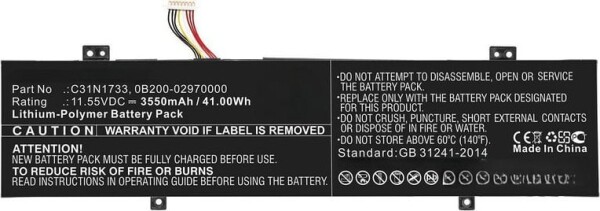 Part No :C31N1733, 0B200-02970000
Rating :11.55VDC= 3550mAh / 41.00Wh
Lithium-Polymer Battery Pack
CAUTION WARRANTY VOID IF LABEL IS REMOVED
ATTENTION!
NEW BATTERY PACK MUST BE FULLY CHARGED BEFORE USE.
TO REDUCE RISK OF FIRE OR BURNS
READ INSTRUCTIONS IN OPERATING GUIDE BEFORE USING BATTERY PACK.
•DO NOT ATTEMPT TO DISASSEMBLE, OPEN OR SERVICE
THE BATTERY PACK.
•REPLACE ONLY WITH THE BATTERY PACK DESIGNATED
FOR THIS PRODUCT.
•DO NOT CRUSH, PUNCTURE, SHORT EXTERNAL CONTACTS
OR DISPOSE OF IN FIRE OR WATER.
•DO NOT STORE ABOVE 60°C (140°F).
Standard:GB 31241-2014
CE
Made In China